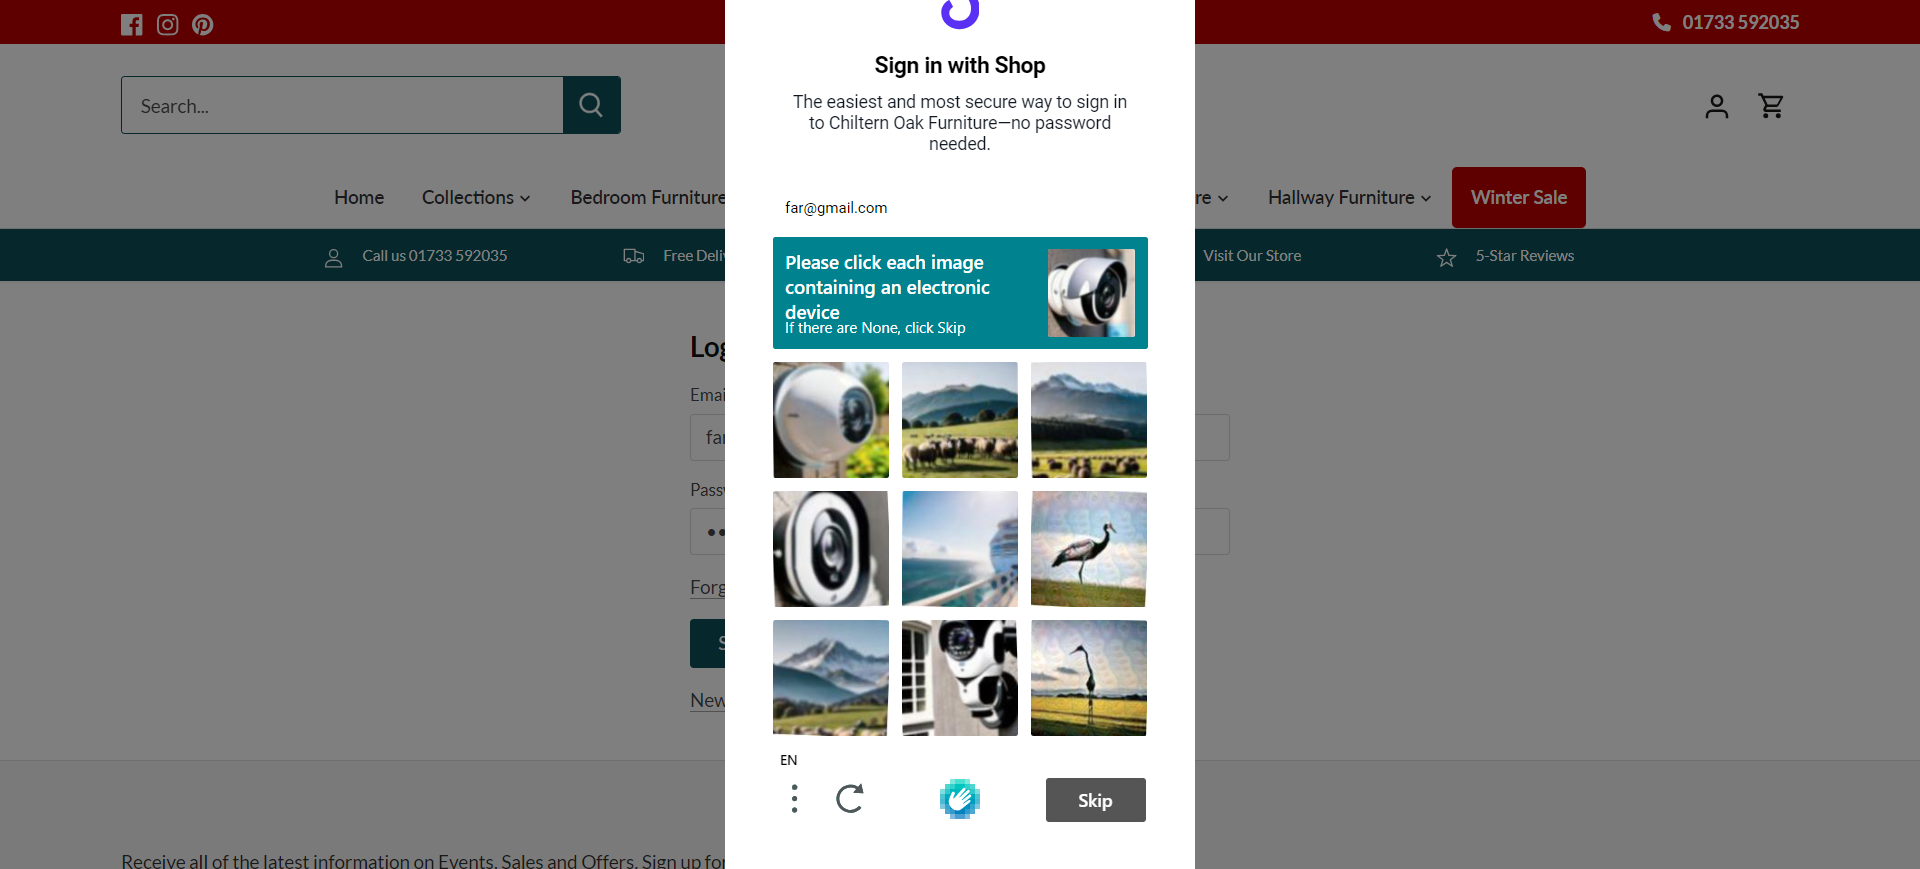 01733 592035
Search...
Home
Collections
Bedroom Furniture
re
Hallway Furniture
Winter Sale
Call us 01733 592035
Free Deli
Visit Our Store
5-Star Reviews
Sign in with Shop
The easiest and most secure way to sign in
to Chiltern Oak Furniture—no password
needed.
far@gmail.com
Please click each image
containing an electronic
device
If there are None, click Skip
Log
Emai
far
Pass
Forg
S
New
EN
Skip
Receive all of the latest information on Events, Sales and Offers. Sign up for